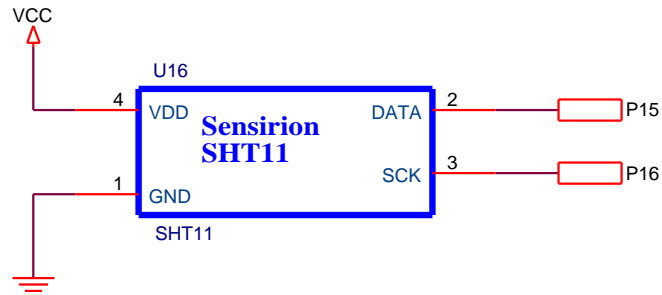 VCC
U16
4
VDD
DATA
2
P15
Sensirion
SHT11
3
P16
SCK
1
GND
SHT11